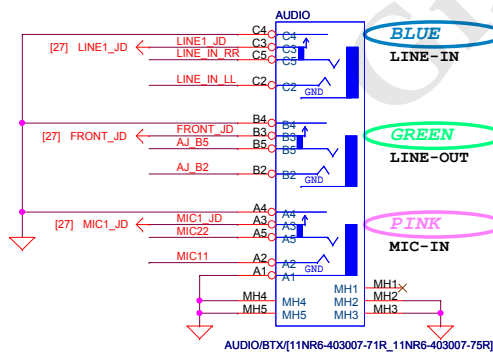 AUDIO
C4 C4 BLUE
[27] LINE1_JD LINE1_JD C3 C3
LINE_IN_RR C5 C5 LINE-IN
LINE_IN_LL C2 C2
GND
B4 B4
[27] FRONT_JD FRONT_JD B3 B3 GREEN
AJ_B5 B5 B5 LINE-OUT
AJ_B2 B2 B2
GND
A4 A4
[27] MIC1_JD MIC1_JD A3 A3 PINK
MIC22 A5 A5 MIC-IN
MIC11 A2 A2
GND
A1 A1
MH1 MH1
MH4 MH4 MH2 MH2
MH5 MH5 MH3 MH3
AUDIO/BTX/[11NR6-403007-71R_11NR6-403007-75R]